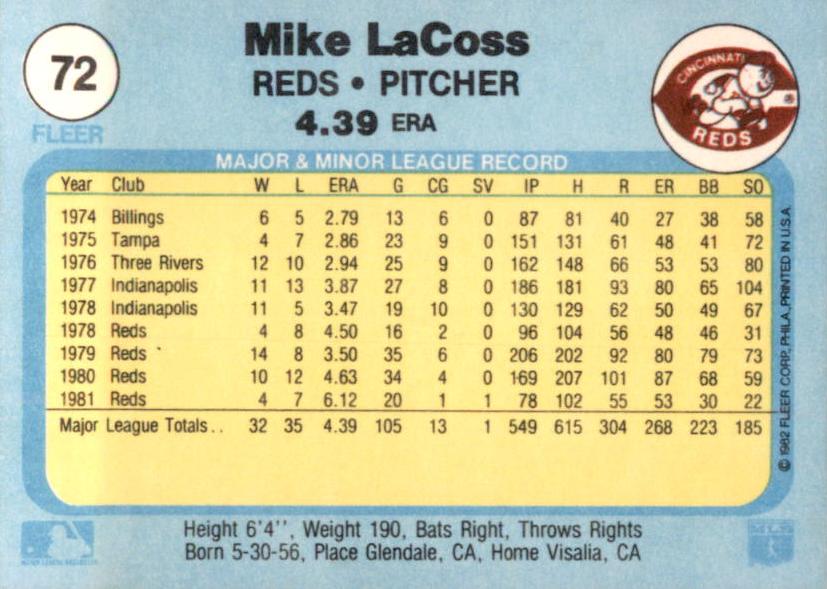 72
FLEER
Mike LaCoss
REDS • PITCHER
4.39 ERA
CINCINNATI
REDS
MAJOR & MINOR LEAGUE RECORD
Year Club W L ERA G CG SV IP H R ER BB SO
1974 Billings 6 5 2.79 13 6 0 87 81 40 27 38 58
1975 Tampa 4 7 2.86 23 9 0 151 131 61 48 41 72
1976 Three Rivers 12 10 2.94 25 9 0 162 148 66 53 53 80
1977 Indianapolis 11 13 3.87 27 8 0 186 181 93 80 65 104
1978 Indianapolis 11 5 3.47 19 10 0 130 129 62 50 49 67
1978 Reds 4 8 4.50 16 2 0 96 104 56 48 46 31
1979 Reds 14 8 3.50 35 6 0 206 202 92 80 79 73
1980 Reds 10 12 4.63 34 4 0 169 207 101 87 68 59
1981 Reds 4 7 6.12 20 1 1 78 102 55 53 30 22
Major League Totals.. 32 35 4.39 105 13 1 549 615 304 268 223 185
© 1982 FLEER CORP. PHILA., PRINTED IN U.S.A.
Height 6'4'', Weight 190, Bats Right, Throws Rights
Born 5-30-56, Place Glendale, CA, Home Visalia, CA